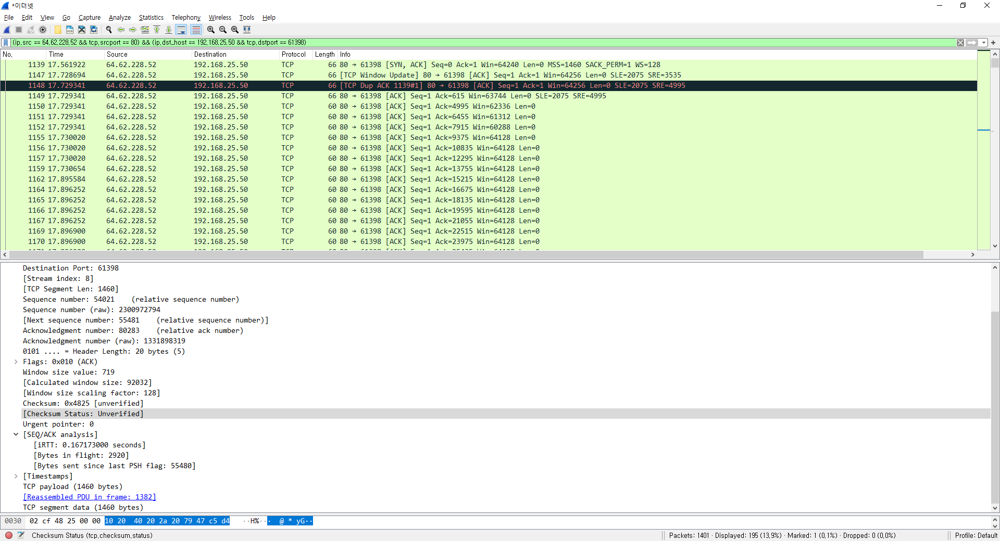 *이더넷
File Edit View Go Capture Analyze Statistics Telephony Wireless Tools Help
(ip.src == 64.62.228.52 && tcp.srcport == 80) && (ip.dst_host == 192.168.25.50 && tcp.dstport == 61398)
No. Time Source Destination Protocol Length Info
1139 17.561922 64.62.228.52 192.168.25.50 TCP 66 80 → 61398 [SYN, ACK] Seq=0 Ack=1 Win=64240 Len=0 MSS=1460 SACK_PERM=1 WS=128
1147 17.728694 64.62.228.52 192.168.25.50 TCP 66 [TCP Window Update] 80 → 61398 [ACK] Seq=1 Ack=1 Win=64256 Len=0 SLE=2075 SRE=3535
1148 17.729341 64.62.228.52 192.168.25.50 TCP 66 [TCP Dup ACK 1139#1] 80 → 61398 [ACK] Seq=1 Ack=1 Win=64256 Len=0 SLE=2075 SRE=4995
1149 17.729341 64.62.228.52 192.168.25.50 TCP 66 80 → 61398 [ACK] Seq=1 Ack=615 Win=63744 Len=0 SLE=2075 SRE=4995
1150 17.729341 64.62.228.52 192.168.25.50 TCP 60 80 → 61398 [ACK] Seq=1 Ack=4995 Win=62336 Len=0
1151 17.729341 64.62.228.52 192.168.25.50 TCP 60 80 → 61398 [ACK] Seq=1 Ack=6455 Win=61312 Len=0
1152 17.729341 64.62.228.52 192.168.25.50 TCP 60 80 → 61398 [ACK] Seq=1 Ack=7915 Win=60288 Len=0
1155 17.730020 64.62.228.52 192.168.25.50 TCP 60 80 → 61398 [ACK] Seq=1 Ack=9375 Win=64128 Len=0
1156 17.730020 64.62.228.52 192.168.25.50 TCP 60 80 → 61398 [ACK] Seq=1 Ack=10835 Win=64128 Len=0
1157 17.730020 64.62.228.52 192.168.25.50 TCP 60 80 → 61398 [ACK] Seq=1 Ack=12295 Win=64128 Len=0
1159 17.730654 64.62.228.52 192.168.25.50 TCP 60 80 → 61398 [ACK] Seq=1 Ack=13755 Win=64128 Len=0
1162 17.895584 64.62.228.52 192.168.25.50 TCP 60 80 → 61398 [ACK] Seq=1 Ack=15215 Win=64128 Len=0
1164 17.896252 64.62.228.52 192.168.25.50 TCP 60 80 → 61398 [ACK] Seq=1 Ack=16675 Win=64128 Len=0
1165 17.896252 64.62.228.52 192.168.25.50 TCP 60 80 → 61398 [ACK] Seq=1 Ack=18135 Win=64128 Len=0
1166 17.896252 64.62.228.52 192.168.25.50 TCP 60 80 → 61398 [ACK] Seq=1 Ack=19595 Win=64128 Len=0
1167 17.896252 64.62.228.52 192.168.25.50 TCP 60 80 → 61398 [ACK] Seq=1 Ack=21055 Win=64128 Len=0
1169 17.896900 64.62.228.52 192.168.25.50 TCP 60 80 → 61398 [ACK] Seq=1 Ack=22515 Win=64128 Len=0
1170 17.896900 64.62.228.52 192.168.25.50 TCP 60 80 → 61398 [ACK] Seq=1 Ack=23975 Win=64128 Len=0
Destination Port: 61398
[Stream index: 8]
[TCP Segment Len: 1460]
Sequence number: 54021 (relative sequence number)
Sequence number (raw): 2300972794
[Next sequence number: 55481 (relative sequence number)]
Acknowledgment number: 80283 (relative ack number)
Acknowledgment number (raw): 1331898319
0101 .... = Header Length: 20 bytes (5)
Flags: 0x010 (ACK)
Window size value: 719
[Calculated window size: 92032]
[Window size scaling factor: 128]
Checksum: 0x4825 [unverified]
[Checksum Status: Unverified]
Urgent pointer: 0
[SEQ/ACK analysis]
[iRTT: 0.167173000 seconds]
[Bytes in flight: 2920]
[Bytes sent since last PSH flag: 55480]
[Timestamps]
TCP payload (1460 bytes)
[Reassembled PDU in frame: 1382]
TCP segment data (1460 bytes)
0030 02 cf 48 25 00 00 10 20 40 20 2a 20 79 47 c5 d4 ··H%··· @ * yG··
Checksum Status (tcp.checksum.status) Packets: 1401 · Displayed: 195 (13.9%) · Marked: 1 (0.1%) · Dropped: 0 (0.0%) Profile: Default